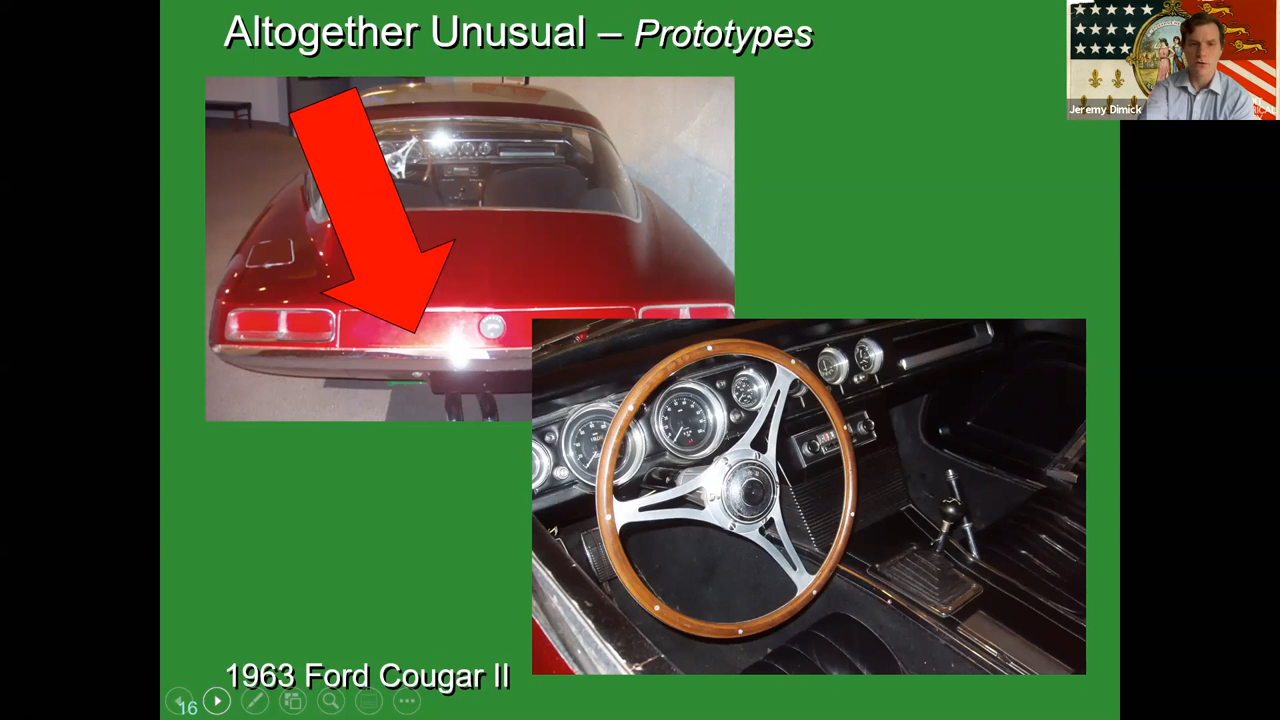 Altogether Unusual – Prototypes
Jeremy Dimick
1963 Ford Cougar II
16